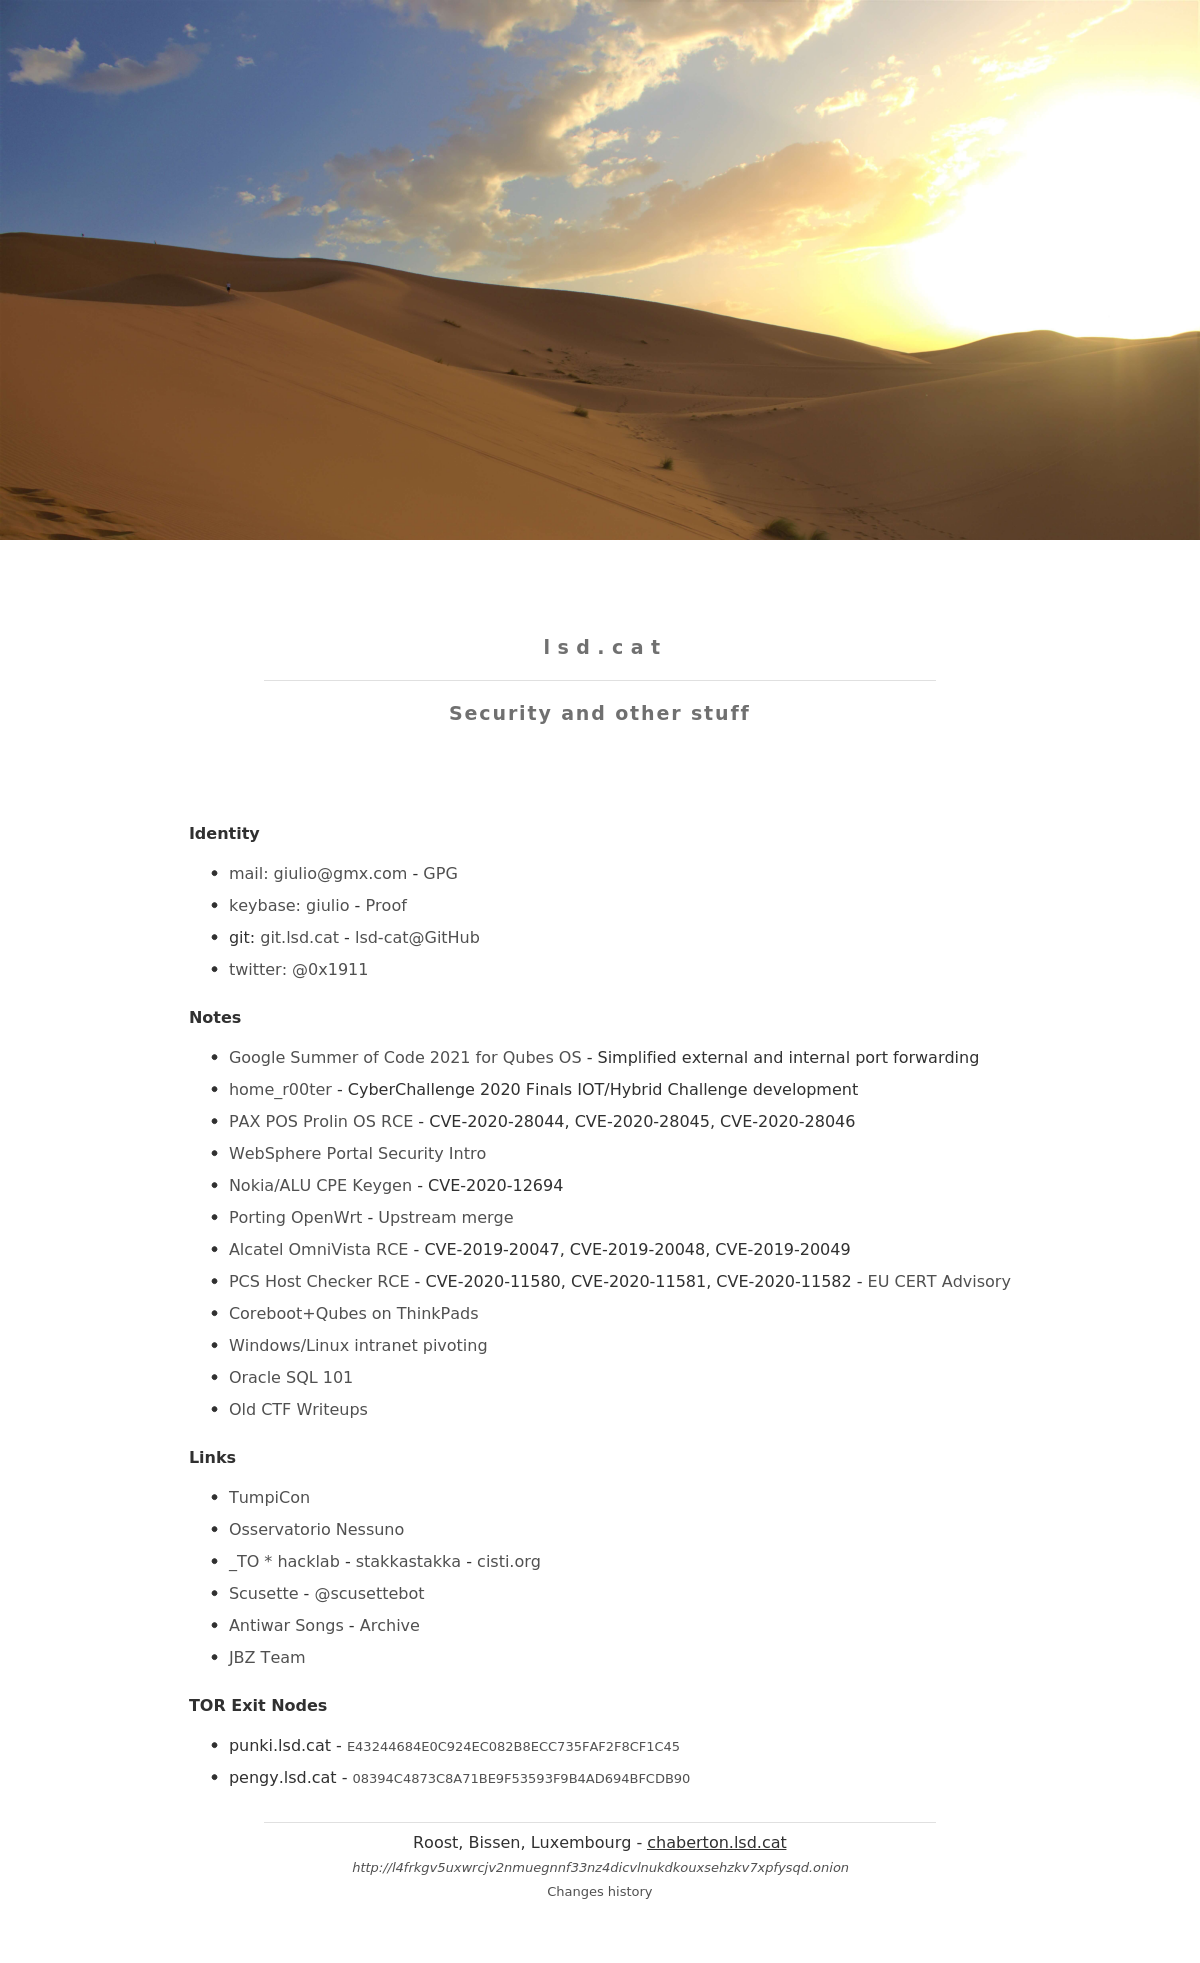 lsd.cat
Security and other stuff
Identity
• mail: giulio@gmx.com - GPG
• keybase: giulio - Proof
• git: git.lsd.cat - lsd-cat@GitHub
• twitter: @0x1911
Notes
• Google Summer of Code 2021 for Qubes OS - Simplified external and internal port forwarding
• home_r00ter - CyberChallenge 2020 Finals IOT/Hybrid Challenge development
• PAX POS Prolin OS RCE - CVE-2020-28044, CVE-2020-28045, CVE-2020-28046
• WebSphere Portal Security Intro
• Nokia/ALU CPE Keygen - CVE-2020-12694
• Porting OpenWrt - Upstream merge
• Alcatel OmniVista RCE - CVE-2019-20047, CVE-2019-20048, CVE-2019-20049
• PCS Host Checker RCE - CVE-2020-11580, CVE-2020-11581, CVE-2020-11582 - EU CERT Advisory
• Coreboot+Qubes on ThinkPads
• Windows/Linux intranet pivoting
• Oracle SQL 101
• Old CTF Writeups
Links
• TumpiCon
• Osservatorio Nessuno
• _TO * hacklab - stakkastakka - cisti.org
• Scusette - @scusettebot
• Antiwar Songs - Archive
• JBZ Team
TOR Exit Nodes
• punki.lsd.cat - E43244684E0C924EC082B8ECC735FAF2F8CF1C45
• pengy.lsd.cat - 08394C4873C8A71BE9F53593F9B4AD694BFCDB90
Roost, Bissen, Luxembourg - chaberton.lsd.cat
http://l4frkgv5uxwrcjv2nmuegnnf33nz4dicvlnukdkouxsehzkv7xpfysqd.onion
Changes history